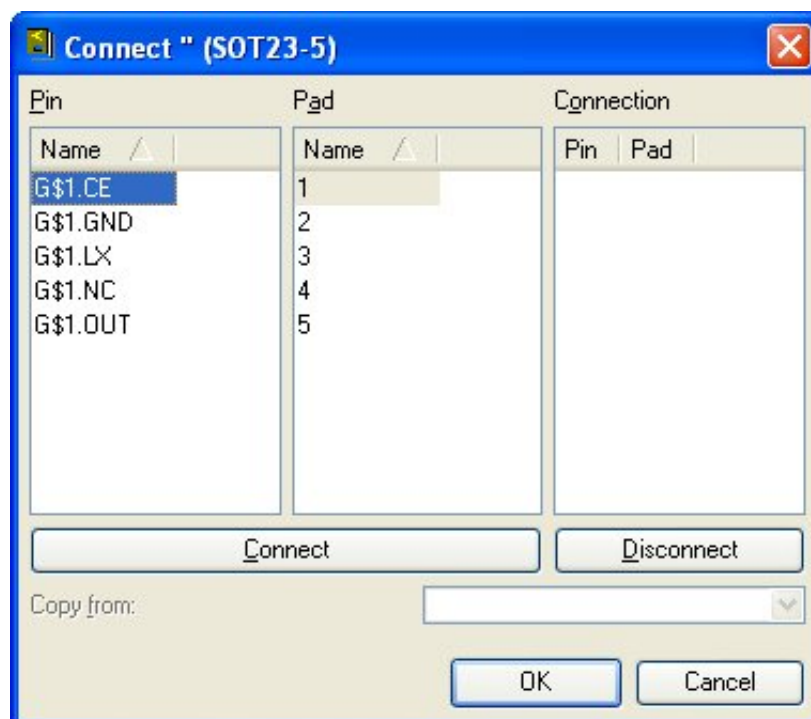 Connect '' (SOT23-5)
Pin Pad Connection
Name Name Pin Pad
G$1.CE 1
G$1.GND 2
G$1.LX 3
G$1.NC 4
G$1.OUT 5
Connect Disconnect
Copy from:
OK Cancel